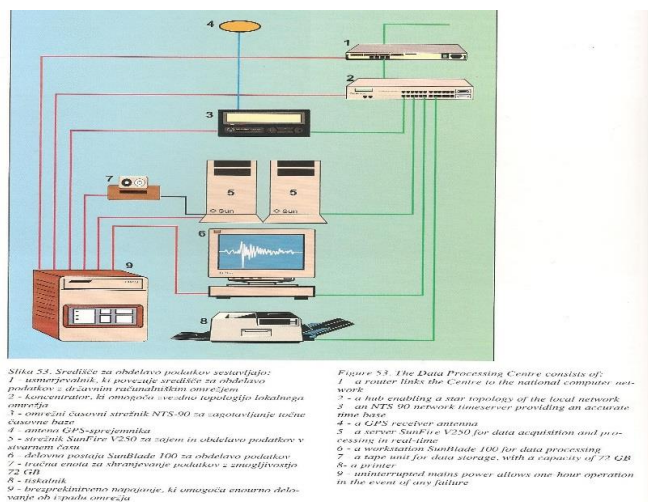 4
1
2
3
7
5
5
Sun
Sun
6
9
8
Slika 53. Središče za obdelavo podatkov sestavljajo:
1 - usmerjevalnik, ki povezuje središče za obdelavo
podatkov z državnim računalniškim omrežjem
2 - koncentrator, ki omogoča zvezdno topologijo lokalnega
omrežja
3 - omrežni časovni strežnik NTS-90 za zagotavljanje točne
časovne baze
4 - antena GPS-sprejemnika
5 - strežnik SunFire V250 za zajem in obdelavo podatkov v
stvarnem času
6 - delovna postaja SunBlade 100 za obdelavo podatkov
7 - tračna enota za shranjevanje podatkov z zmogljivostjo
72 GB
8 - tiskalnik
9 - brezprekinitveno napajanje, ki omogoča enourno delo-
vanje ob izpadu omrežja
Figure 53. The Data Processing Centre consists of:
1 a router links the Centre to the national computer net-
work
2 - a hub enabling a star topology of the local network
3 an NTS 90 network timeserver providing an accurate
time base
4 - a GPS receiver antenna
5 a server SunFire V250 for data acquisition and pro-
cessing in real-time
6 - a workstation SunBlade 100 for data processing
7 a tape unit for data storage, with a capacity of 72 GB
8- a printer
9 - uninterrupted mains power allows one hour operation
in the event of any failure